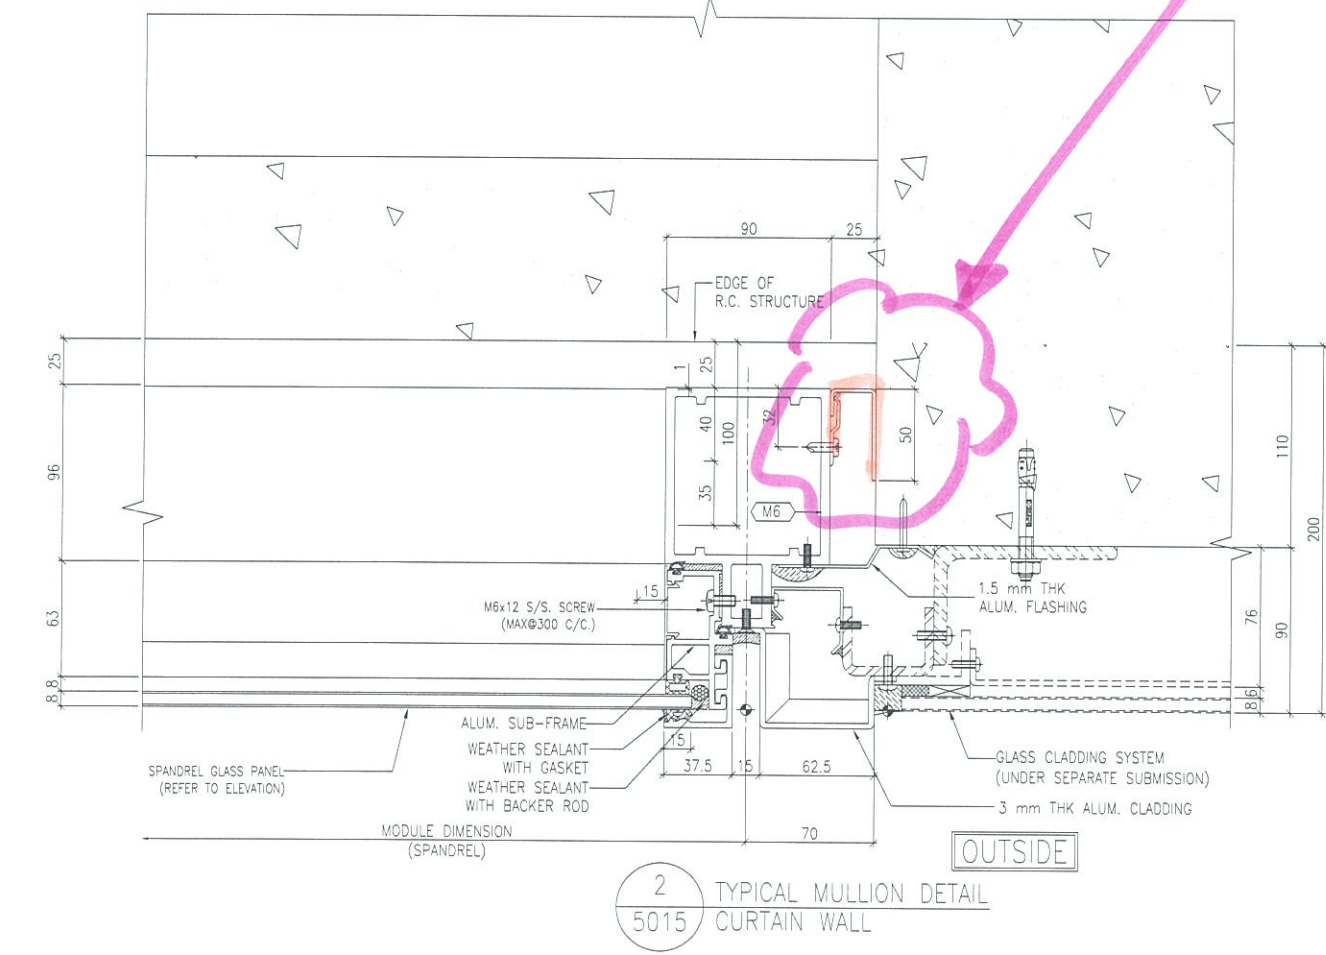 90
25
EDGE OF
R.C. STRUCTURE
25
1
25
32
40
100
50
35
96
110
200
M6
15
M6x12 S/S. SCREW
(MAX@300 C/C.)
1.5 mm THK
ALUM. FLASHING
63
76
90
8
8
6
8
ALUM. SUB-FRAME
WEATHER SEALANT
WITH GASKET
WEATHER SEALANT
WITH BACKER ROD
15
37.5
15
62.5
SPANDREL GLASS PANEL
(REFER TO ELEVATION)
GLASS CLADDING SYSTEM
(UNDER SEPARATE SUBMISSION)
3 mm THK ALUM. CLADDING
MODULE DIMENSION
(SPANDREL)
70
OUTSIDE
2
5015
TYPICAL MULLION DETAIL
CURTAIN WALL